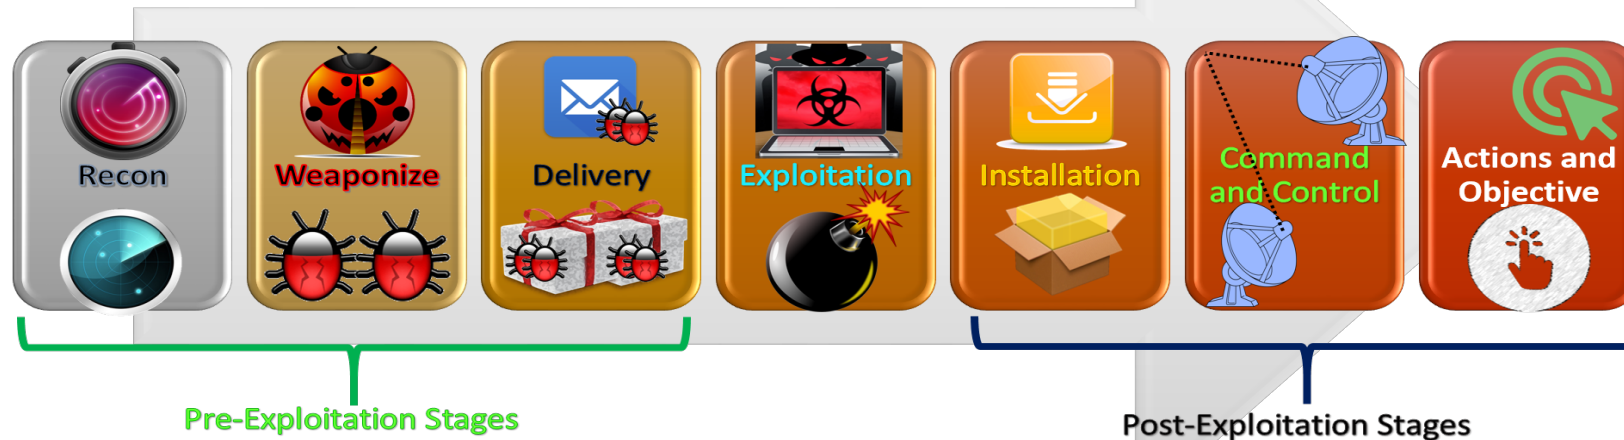 Recon
Weaponize
Delivery
Exploitation
Installation
Command
and Control
Actions and
Objective
Pre-Exploitation Stages
Post-Exploitation Stages